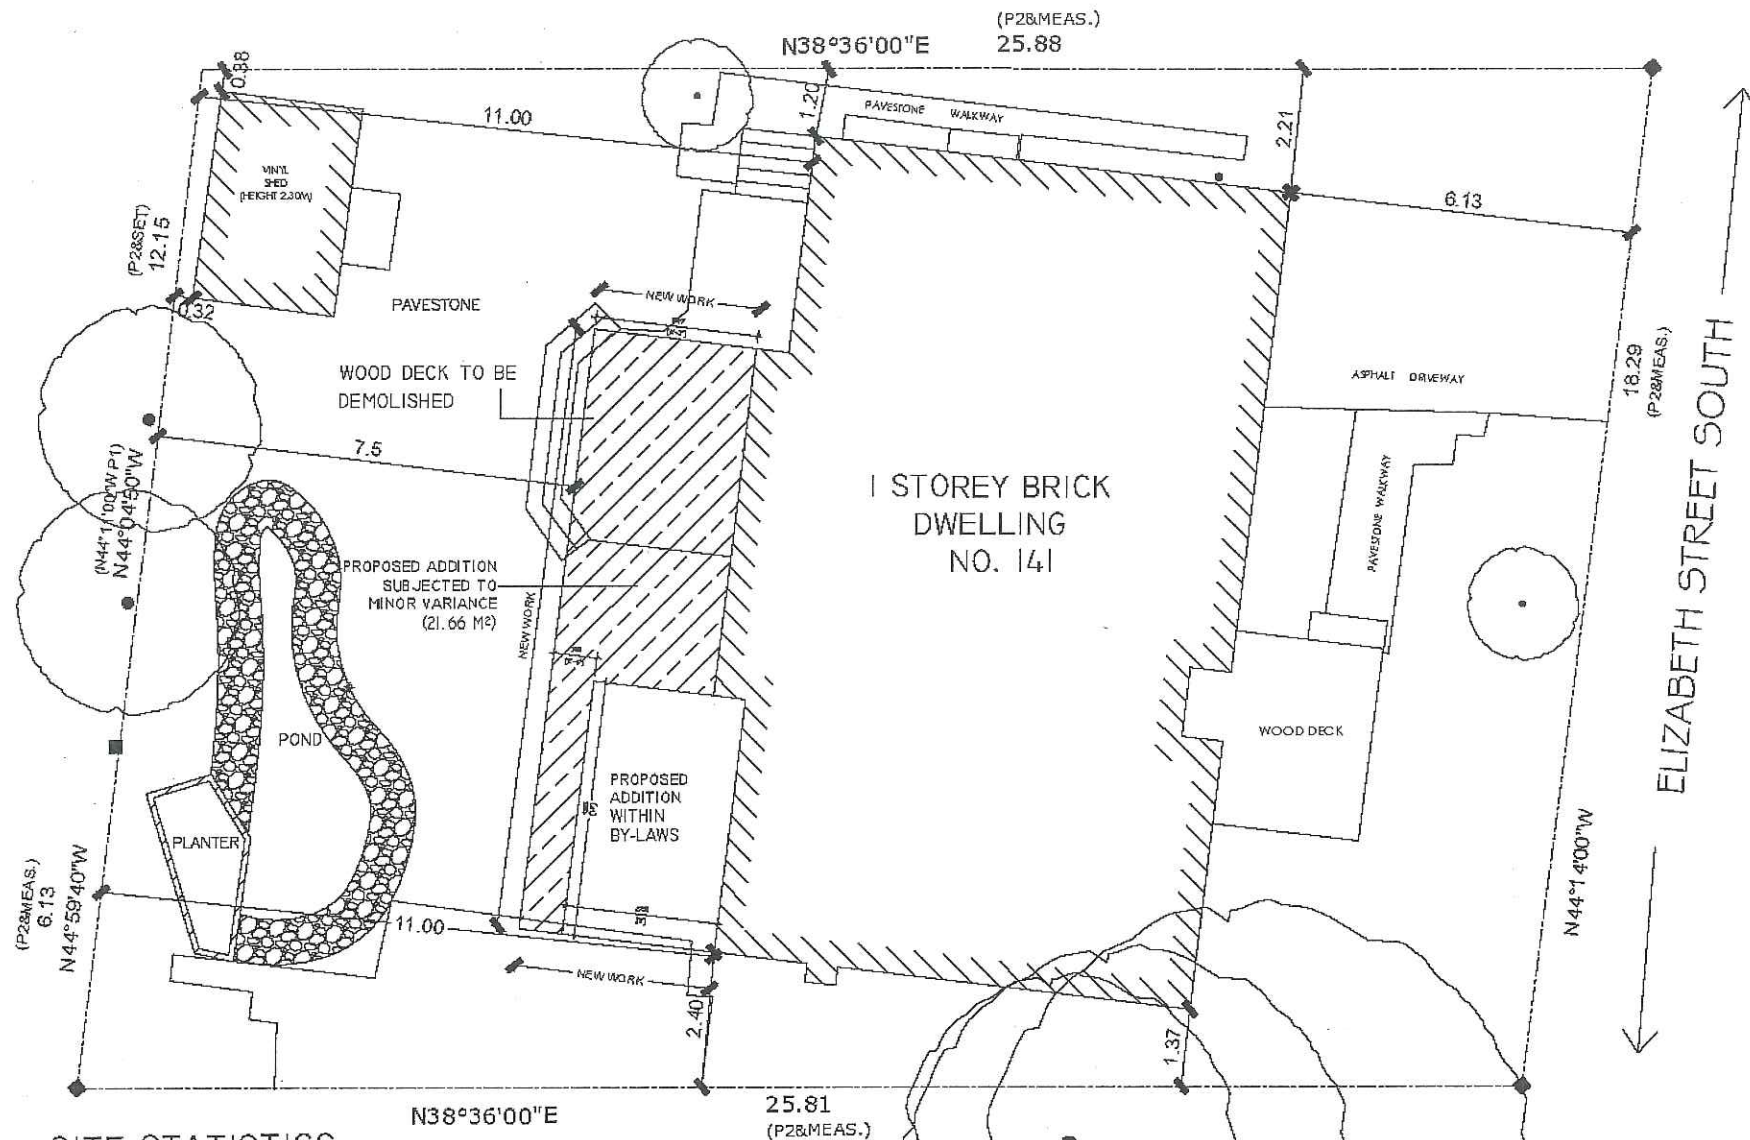 (P2&MEAS.)
N38°36'00"E
25.88
0.38
11.00
1.20
PAVESTONE WALKWAY
2.21
6.13
VINYL
SHED
(HEIGHT 2.30M)
(P2&SET)
12.15
0.32
PAVESTONE
NEW WORK
WOOD DECK TO BE
DEMOLISHED
7.5
(N44°11'00"W P1)
N44°04'50"W
PROPOSED ADDITION
SUBJECTED TO
MINOR VARIANCE
(21.66 M²)
NEW WORK
1 STOREY BRICK
DWELLING
NO. 141
ASPHALT DRIVEWAY
18.29
(P2&MEAS.)
PAVESTONE WALKWAY
ELIZABETH STREET SOUTH
WOOD DECK
POND
PLANTER
PROPOSED
ADDITION
WITHIN
BY-LAWS
(P2&MEAS.)
6.13
N44°59'40"W
11.00
NEW WORK
2.40
1.37
N44°14'00"W
N38°36'00"E
25.81
(P2&MEAS.)
SITE STATISTICS